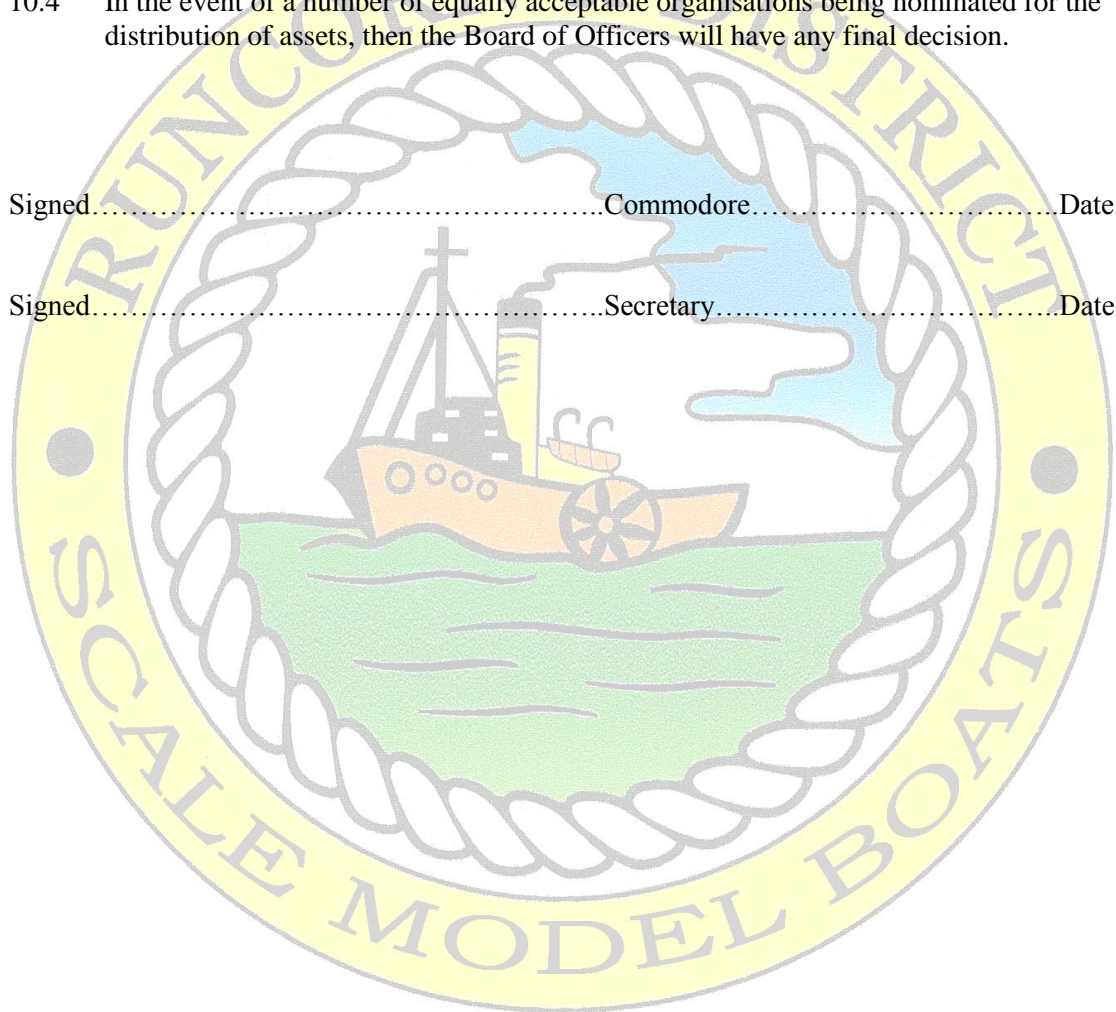 10.4 In the event of a number of equally acceptable organisations being nominated for the
distribution of assets, then the Board of Officers will have any final decision.
Signed…………………………………………………..Commodore…………………………..Date
Signed…………………………………………………..Secretary….…………………………..Date
RUNCORN DISTRICT
SCALE MODEL BOATS